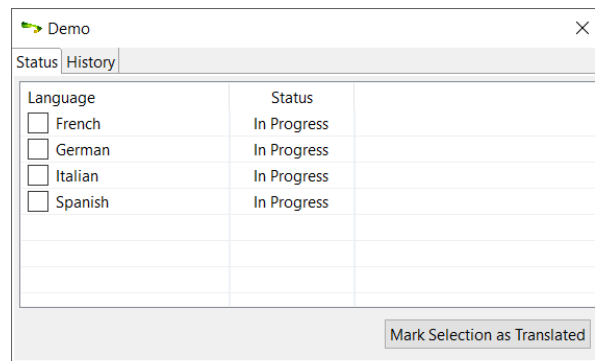 Demo
Status History
Language Status
French In Progress
German In Progress
Italian In Progress
Spanish In Progress
Mark Selection as Translated